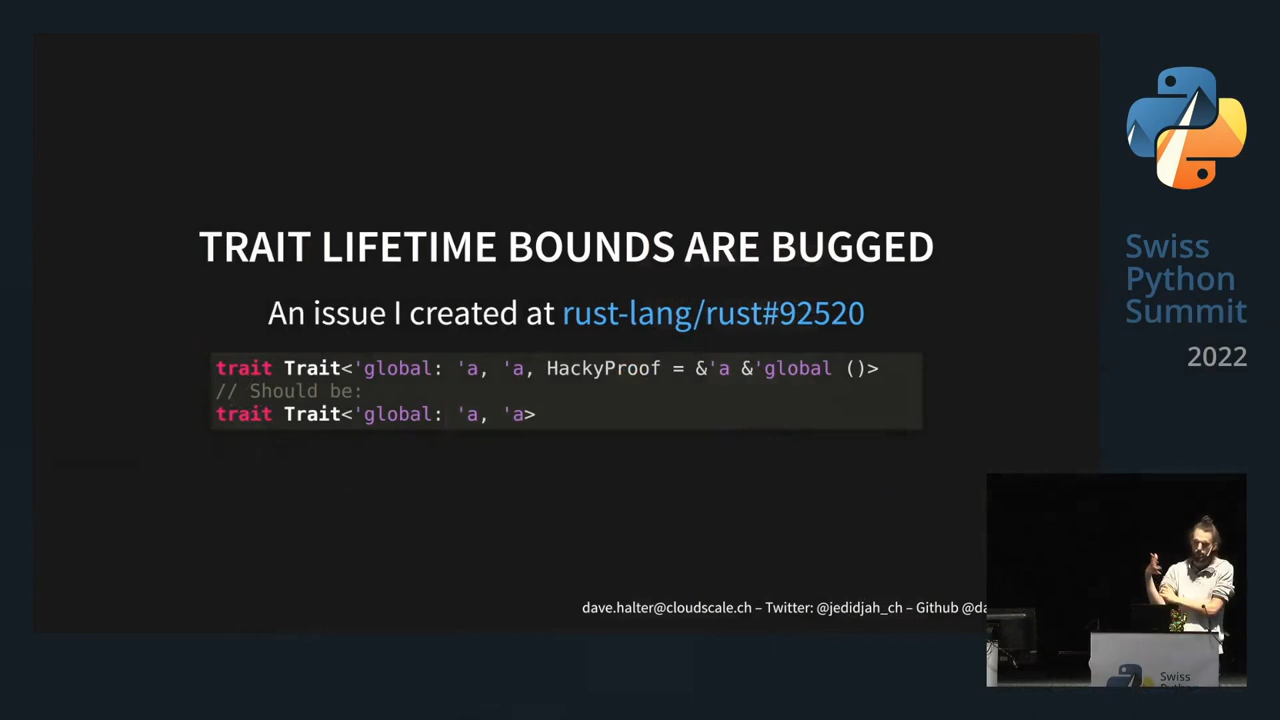 TRAIT LIFETIME BOUNDS ARE BUGGED
An issue I created at rust-lang/rust#92520
trait Trait<'global: 'a, 'a, HackyProof = &'a &'global ()>
// Should be:
trait Trait<'global: 'a, 'a>
dave.halter@cloudscale.ch – Twitter: @jedidjah_ch – Github @da
Swiss
Python
Summit
2022
Swiss